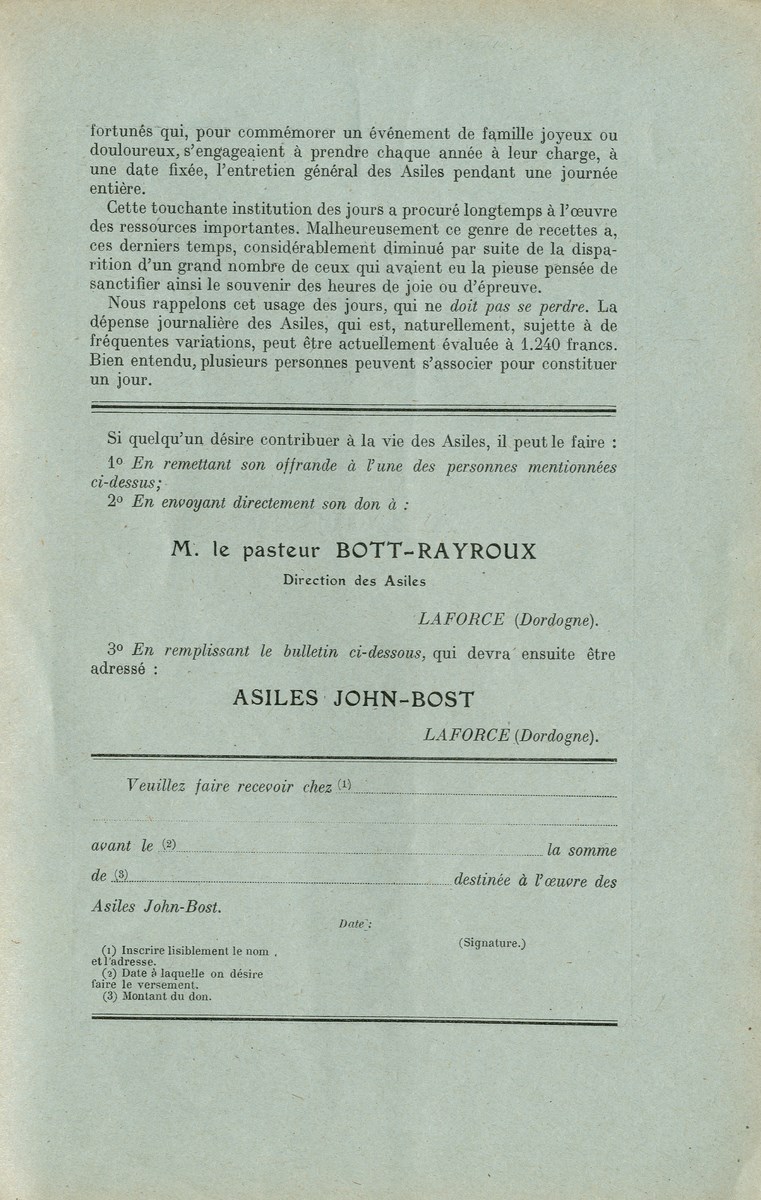 fortunés qui, pour commémorer un événement de famille joyeux ou
douloureux, s'engageaient à prendre chaque année à leur charge, à
une date fixée, l'entretien général des Asiles pendant une journée
entière.
Cette touchante institution des jours a procuré longtemps à l'œuvre
des ressources importantes. Malheureusement ce genre de recettes a,
ces derniers temps, considérablement diminué par suite de la dispa-
rition d'un grand nombre de ceux qui avaient eu la pieuse pensée de
sanctifier ainsi le souvenir des heures de joie ou d'épreuve.
Nous rappelons cet usage des jours, qui ne doit pas se perdre. La
dépense journalière des Asiles, qui est, naturellement, sujette à de
fréquentes variations, peut être actuellement évaluée à 1.240 francs.
Bien entendu, plusieurs personnes peuvent s'associer pour constituer
un jour.
Si quelqu'un désire contribuer à la vie des Asiles, il peut le faire :
1o En remettant son offrande à l'une des personnes mentionnées
ci-dessus;
2o En envoyant directement son don à :
M. le pasteur BOTT-RAYROUX
Direction des Asiles
LAFORCE (Dordogne).
3o En remplissant le bulletin ci-dessous, qui devra ensuite être
adressé :
ASILES JOHN-BOST
LAFORCE (Dordogne).
Veuillez faire recevoir chez (1)
avant le (2) la somme
de (3) destinée à l'œuvre des
Asiles John-Bost.
Date :
(Signature.)
(1) Inscrire lisiblement le nom
et l'adresse.
(2) Date à laquelle on désire
faire le versement.
(3) Montant du don.